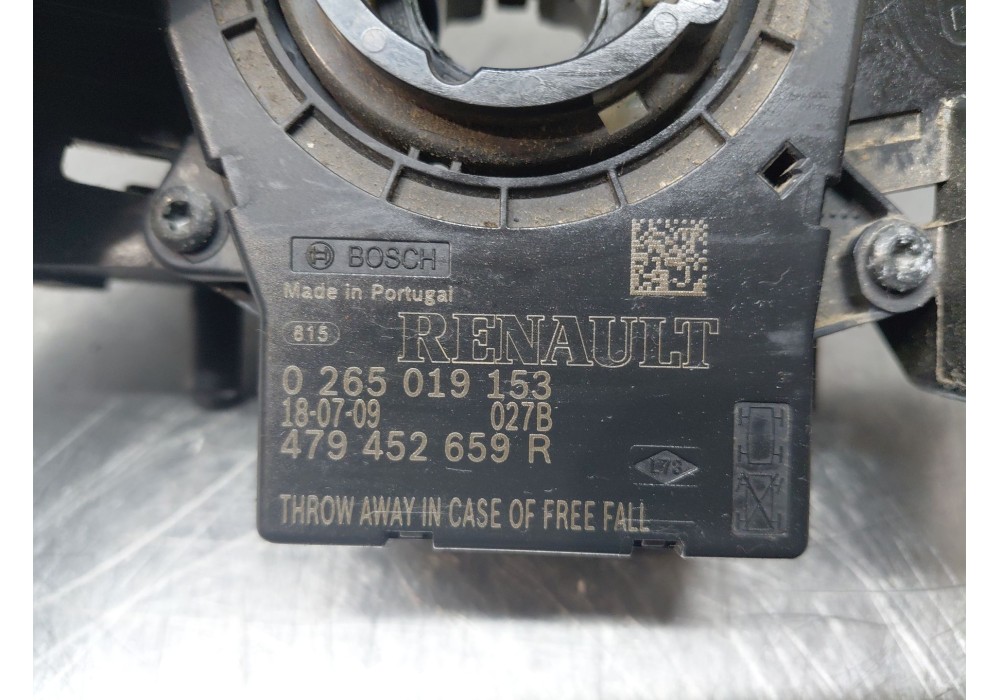 BOSCH
Made in Portugal
815
RENAULT
0 265 019 153
18-07-09 027B
479 452 659 R
THROW AWAY IN CASE OF FREE FALL